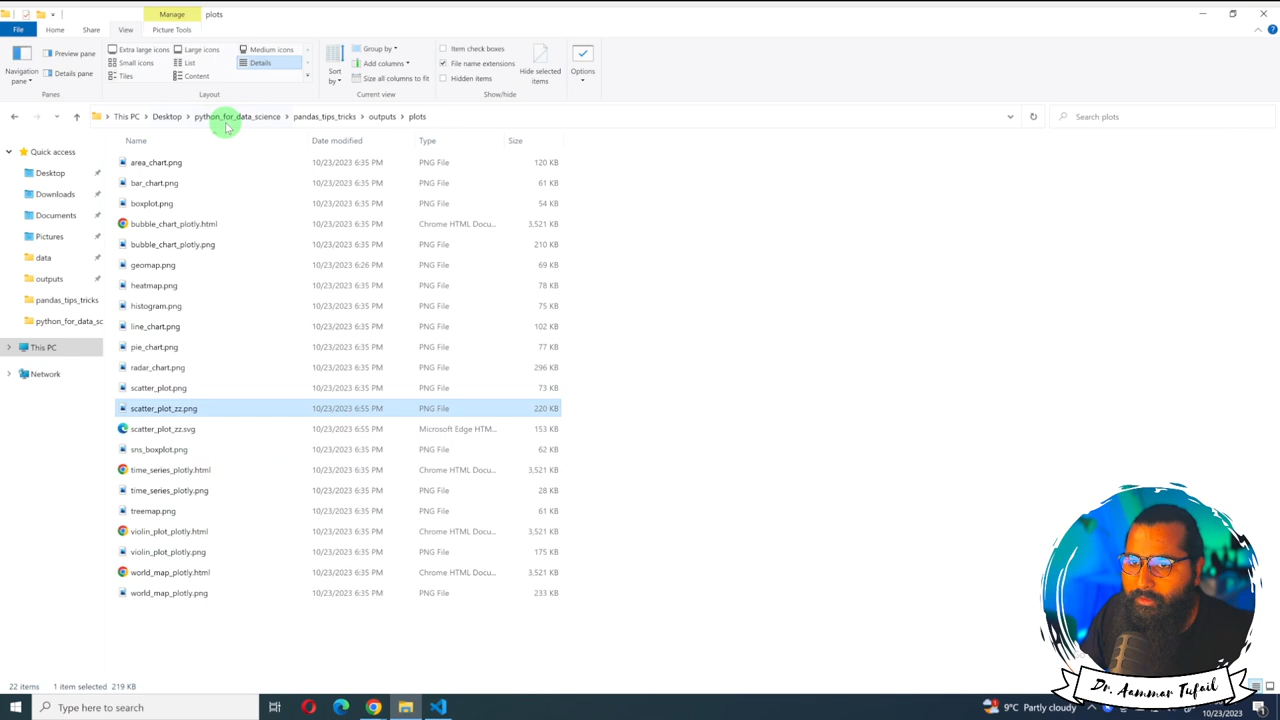 Manage
plots
File
Home
Share
View
Picture Tools
Navigation
pane
Preview pane
Details pane
Panes
Extra large icons
Large icons
Medium icons
Small icons
List
Details
Tiles
Content
Layout
Sort
by
Group by
Add columns
Size all columns to fit
Current view
Item check boxes
File name extensions
Hidden items
Hide selected
items
Options
Show/hide
This PC > Desktop > python_for_data_science > pandas_tips_tricks > outputs > plots
Search plots
Name Date modified Type Size
Quick access
Desktop
Downloads
Documents
Pictures
data
outputs
pandas_tips_tricks
python_for_data_sc
This PC
Network
area_chart.png 10/23/2023 6:35 PM PNG File 120 KB
bar_chart.png 10/23/2023 6:35 PM PNG File 61 KB
boxplot.png 10/23/2023 6:35 PM PNG File 54 KB
bubble_chart_plotly.html 10/23/2023 6:35 PM Chrome HTML Docu... 3,521 KB
bubble_chart_plotly.png 10/23/2023 6:35 PM PNG File 210 KB
geomap.png 10/23/2023 6:26 PM PNG File 69 KB
heatmap.png 10/23/2023 6:35 PM PNG File 78 KB
histogram.png 10/23/2023 6:35 PM PNG File 75 KB
line_chart.png 10/23/2023 6:35 PM PNG File 102 KB
pie_chart.png 10/23/2023 6:35 PM PNG File 77 KB
radar_chart.png 10/23/2023 6:35 PM PNG File 296 KB
scatter_plot.png 10/23/2023 6:35 PM PNG File 73 KB
scatter_plot_zz.png 10/23/2023 6:55 PM PNG File 220 KB
scatter_plot_zz.svg 10/23/2023 6:55 PM Microsoft Edge HTM... 153 KB
sns_boxplot.png 10/23/2023 6:35 PM PNG File 62 KB
time_series_plotly.html 10/23/2023 6:35 PM Chrome HTML Docu... 3,521 KB
time_series_plotly.png 10/23/2023 6:35 PM PNG File 28 KB
treemap.png 10/23/2023 6:35 PM PNG File 61 KB
violin_plot_plotly.html 10/23/2023 6:35 PM Chrome HTML Docu... 3,521 KB
violin_plot_plotly.png 10/23/2023 6:35 PM PNG File 175 KB
world_map_plotly.html 10/23/2023 6:35 PM Chrome HTML Docu... 3,521 KB
world_map_plotly.png 10/23/2023 6:35 PM PNG File 233 KB
Dr. Aammar Tufail
22 items 1 item selected 219 KB
Type here to search
9°C Partly cloudy
10/23/2023